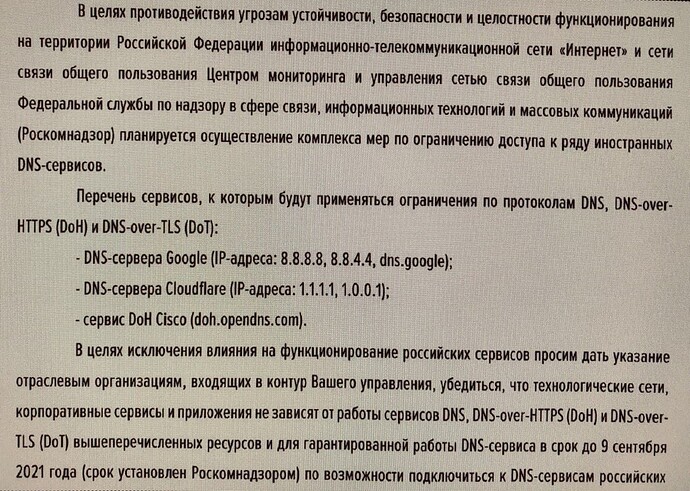 В целях противодействия угрозам устойчивости, безопасности и целостности функционирования
на территории Российской Федерации информационно-телекоммуникационной сети «Интернет» и сети
связи общего пользования Центром мониторинга и управления сетью связи общего пользования
Федеральной службы по надзору в сфере связи, информационных технологий и массовых коммуникаций
(Роскомнадзор) планируется осуществление комплекса мер по ограничению доступа к ряду иностранных
DNS-сервисов.
Перечень сервисов, к которым будут применяться ограничения по протоколам DNS, DNS-over-
HTTPS (DoH) и DNS-over-TLS (DoT):
- DNS-сервера Google (IP-адреса: 8.8.8.8, 8.8.4.4, dns.google);
- DNS-сервера Cloudflare (IP-адреса: 1.1.1.1, 1.0.0.1);
- сервис DoH Cisco (doh.opendns.com).
В целях исключения влияния на функционирование российских сервисов просим дать указание
отраслевым организациям, входящих в контур Вашего управления, убедиться, что технологические сети,
корпоративные сервисы и приложения не зависят от работы сервисов DNS, DNS-over-HTTPS (DoH) и DNS-over-
TLS (DoT) вышеперечисленных ресурсов и для гарантированной работы DNS-сервиса в срок до 9 сентября
2021 года (срок установлен Роскомнадзором) по возможности подключиться к DNS-сервисам российских